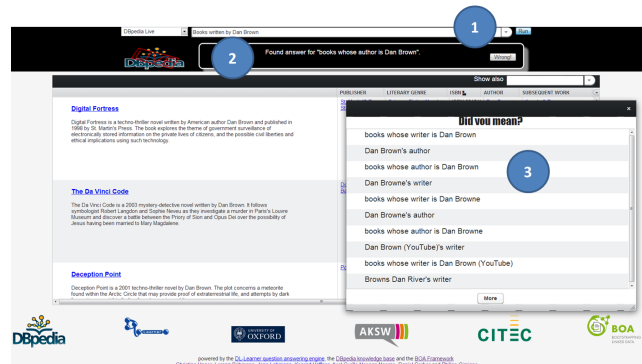 DBpedia Live
Books written by Dan Brown
Run
1
2
Found answer for "books whose author is Dan Brown".
Wrong!
DBpedia
Show also
PUBLISHER LITERARY GENRE ISBN AUTHOR SUBSEQUENT WORK
Digital Fortress
Digital Fortress is a techno-thriller novel written by American author Dan Brown and published in
1998 by St. Martin's Press. The book explores the theme of government surveillance of
electronically stored information on the private lives of citizens, and the possible civil liberties and
ethical implications using such technology.
The Da Vinci Code
The Da Vinci Code is a 2003 mystery-detective novel written by Dan Brown. It follows
symbologist Robert Langdon and Sophie Neveu as they investigate a murder in Paris's Louvre
Museum and discover a battle between the Priory of Sion and Opus Dei over the possibility of
Jesus having been married to Mary Magdalene.
Deception Point
Deception Point is a 2001 techno-thriller novel by Dan Brown. The plot concerns a meteorite
found within the Arctic Circle that may provide proof of extraterrestrial life, and attempts by dark
Did you mean?
books whose writer is Dan Brown
Dan Brown's author
books whose author is Dan Brown
3
Dan Browne's writer
books whose writer is Dan Browne
Dan Browne's author
books whose author is Dan Browne
Dan Brown (YouTube)'s writer
books whose writer is Dan Brown (YouTube)
Browns Dan River's writer
More
DBpedia
DL-Learner
UNIVERSITY OF
OXFORD
AKSW
CITEC
BOA
BOOTSTRAPPING
LINKED DATA
powered by the DL-Learner question answering engine, the DBpedia knowledge base and the BOA Framework